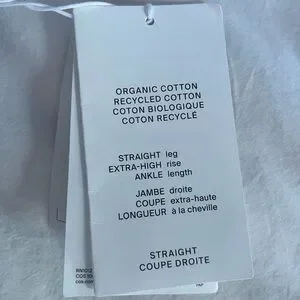 ORGANIC COTTON
RECYCLED COTTON
COTON BIOLOGIQUE
COTON RECYCLÉ
STRAIGHT leg
EXTRA-HIGH rise
ANKLE length
JAMBE droite
COUPE extra-haute
LONGUEUR à la cheville
STRAIGHT
COUPE DROITE